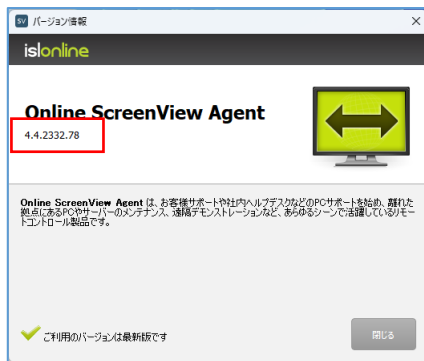 SV バージョン情報
islonline
Online ScreenView Agent
4.4.2332.78
Online ScreenView Agent は、お客様サポートや社内ヘルプデスクなどのPCサポートを始め、離れた
拠点にあるPCやサーバーのメンテナンス、遠隔デモンストレーションなど、あらゆるシーンで活躍しているリモー
トコントロール製品です。
ご利用のバージョンは最新版です
閉じる